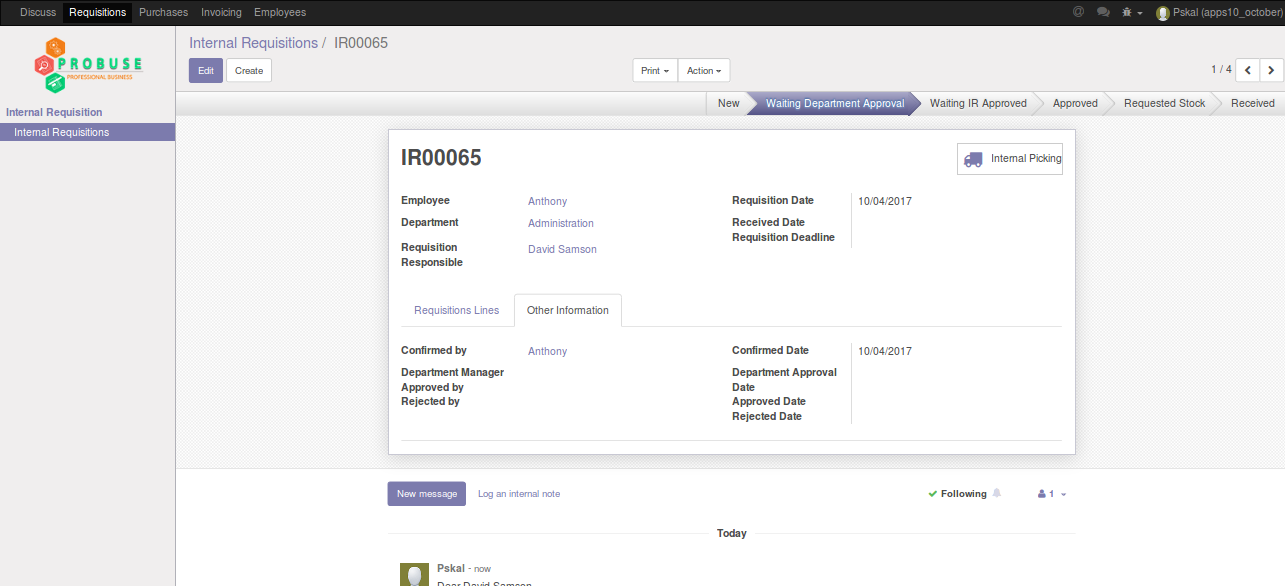 Discuss Requisitions Purchases Invoicing Employees @ Pskal (apps10_october)
PROBUSE
PROFESSIONAL BUSINESS
Internal Requisition
Internal Requisitions
Internal Requisitions / IR00065
Edit Create Print Action 1 / 4
New Waiting Department Approval Waiting IR Approved Approved Requested Stock Received
IR00065
Internal Picking
Employee Anthony
Department Administration
Requisition Responsible David Samson
Requisition Date 10/04/2017
Received Date
Requisition Deadline
Requisitions Lines Other Information
Confirmed by Anthony
Department Manager
Approved by
Rejected by
Confirmed Date 10/04/2017
Department Approval
Date
Approved Date
Rejected Date
New message Log an internal note Following 1
Today
Pskal - now
Dear David Samson